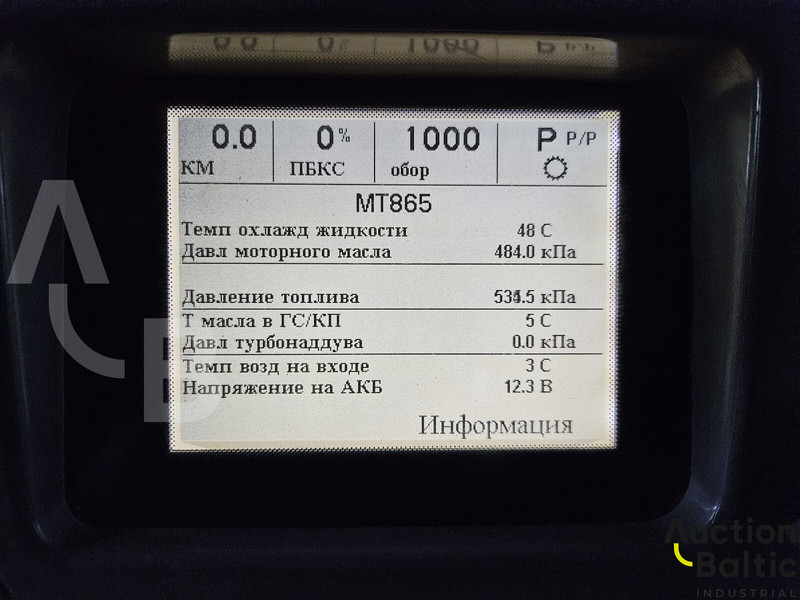 0.0 0% 1000 P P/P
КМ ПБКС обор
MT865
Темп охлажд жидкости 48 C
Давл моторного масла 484.0 кПа
Давление топлива кПа
Т масла в ГС/КП 5 C
Давл турбонаддува 0.0 кПа
Темп возд на входе 3 C
Напряжение на АКБ 12.3 В
Информация
Auction
Baltic
INDUSTRIAL